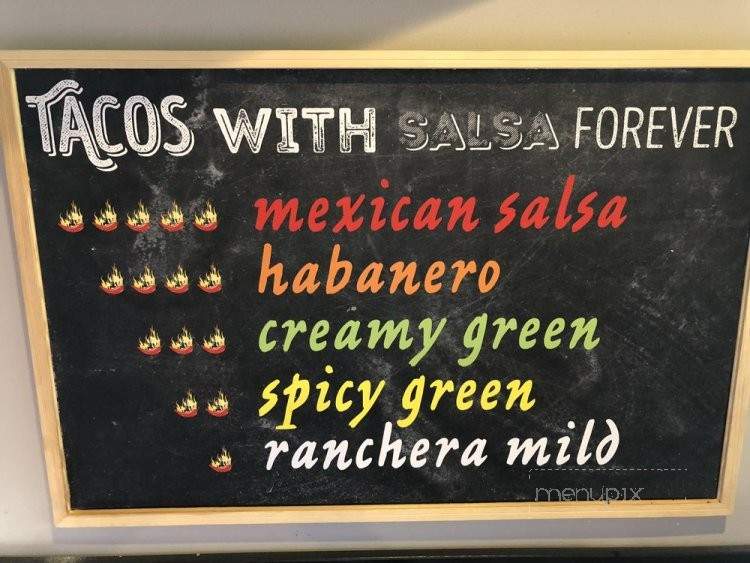 TACOS WITH SALSA FOREVER
mexican salsa
habanero
creamy green
spicy green
ranchera mild
menupix